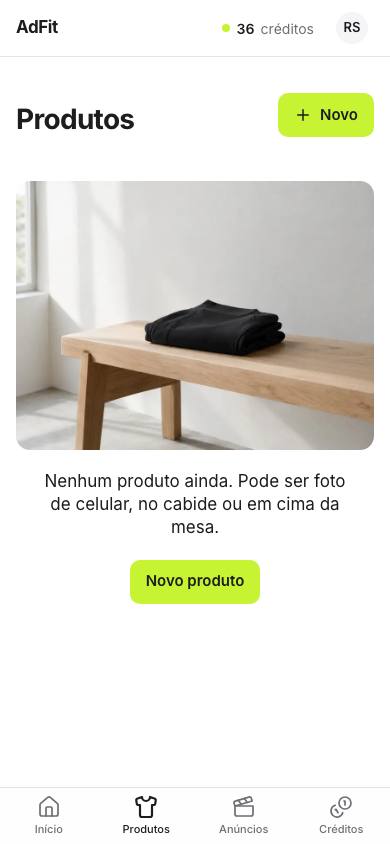 AdFit
36 créditos
RS
Produtos
Novo
Nenhum produto ainda. Pode ser foto
de celular, no cabide ou em cima da
mesa.
Novo produto
Início
Produtos
Anúncios
Créditos